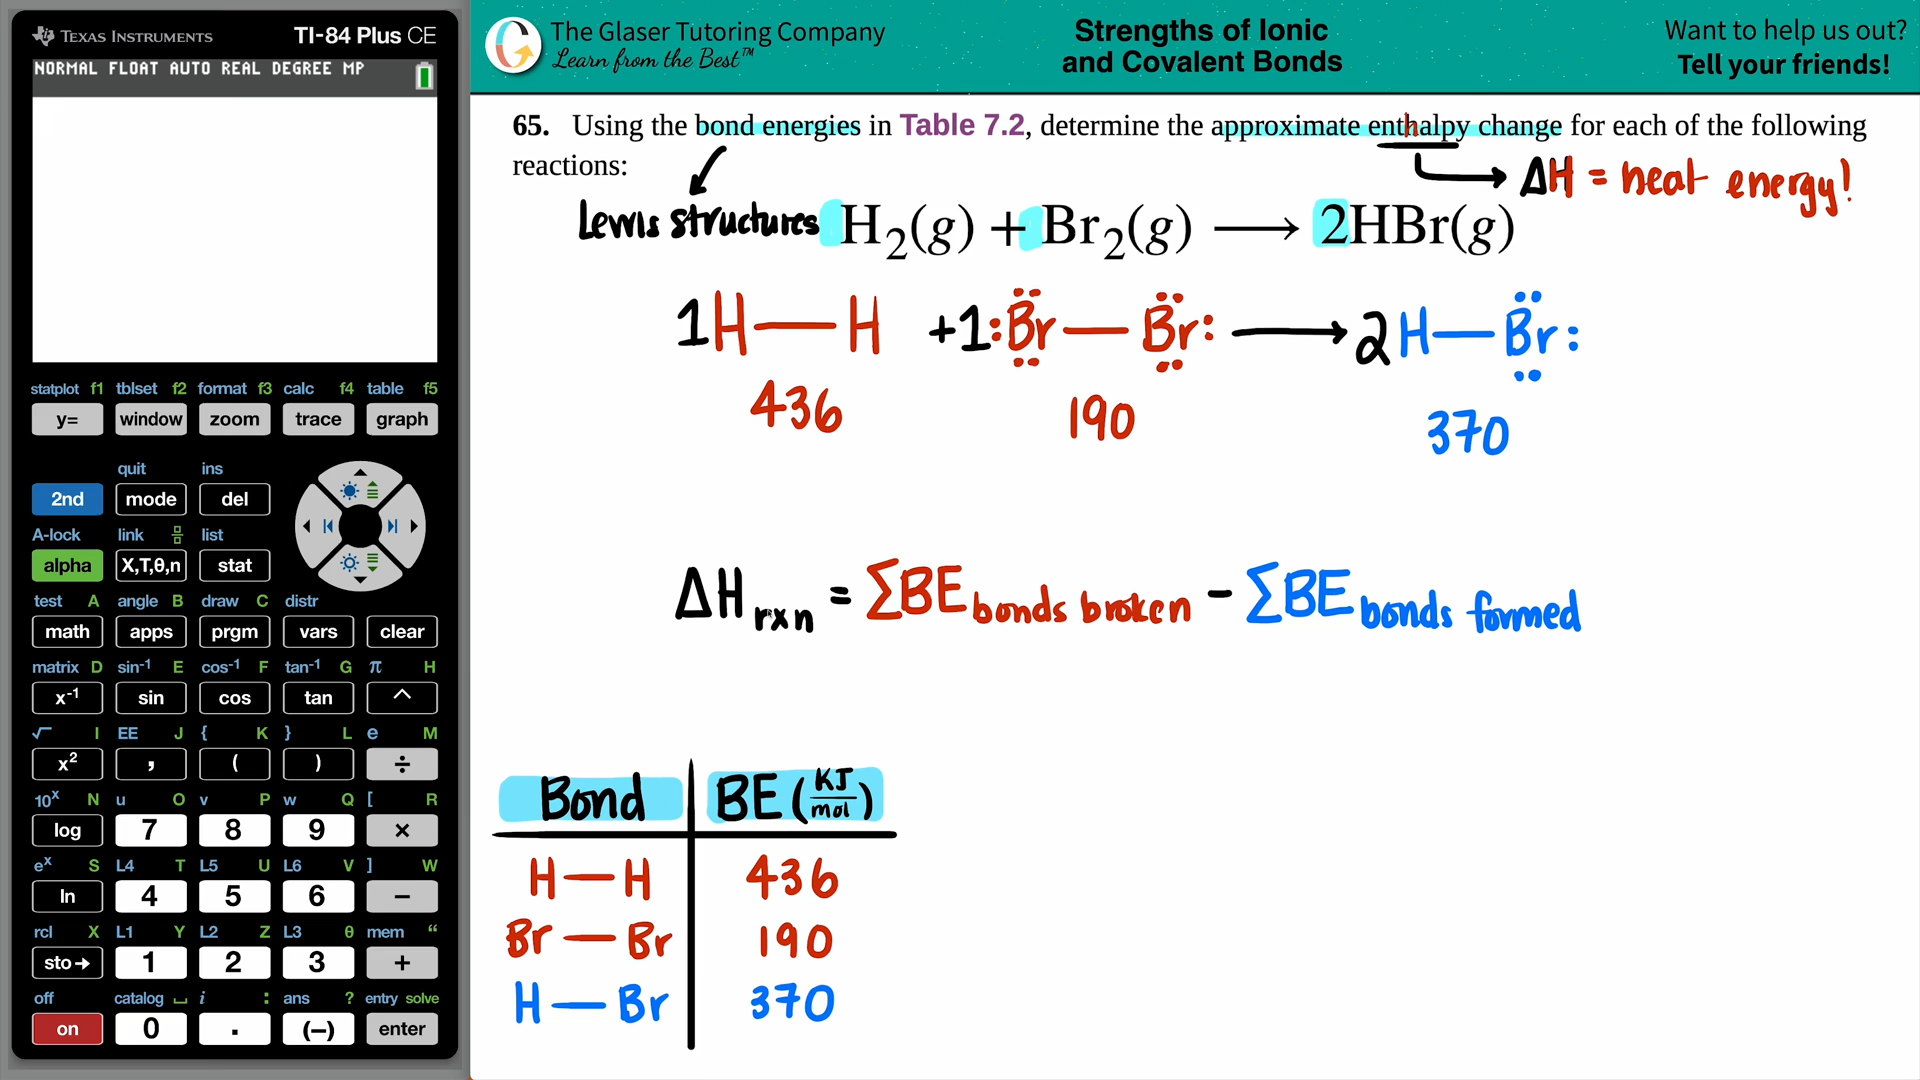 TEXAS INSTRUMENTS TI-84 Plus CE
NORMAL FLOAT AUTO REAL DEGREE MP
statplot f1 tblset f2 format f3 calc f4 table f5
y= window zoom trace graph
quit ins
2nd mode del
A-lock link list
alpha X,T,θ,n stat
test A angle B draw C distr
math apps prgm vars clear
matrix D sin⁻¹ E cos⁻¹ F tan⁻¹ G π H
x⁻¹ sin cos tan ^
√ I EE J { K } L e M
x² , ( ) ÷
10ˣ N u O v P w Q [ R
log 7 8 9 ×
eˣ S L4 T L5 U L6 V ] W
ln 4 5 6 −
rcl X L1 Y L2 Z L3 θ mem “
sto→ 1 2 3 +
off catalog ⎵ i : ans ? entry solve
on 0 . (−) enter
The Glaser Tutoring Company
Learn from the Best™
Strengths of Ionic
and Covalent Bonds
Want to help us out?
Tell your friends!
65. Using the bond energies in Table 7.2, determine the approximate enthalpy change for each of the following
reactions:
ΔH = heat energy!
Lewis structures
H₂(g) + Br₂(g) ⟶ 2HBr(g)
1 H—H + 1 :Br—Br: ⟶ 2 H—Br:
436 190 370
ΔHrxn = ΣBE bonds broken - ΣBE bonds formed
Bond BE (KJ/mol)
H—H 436
Br—Br 190
H—Br 370